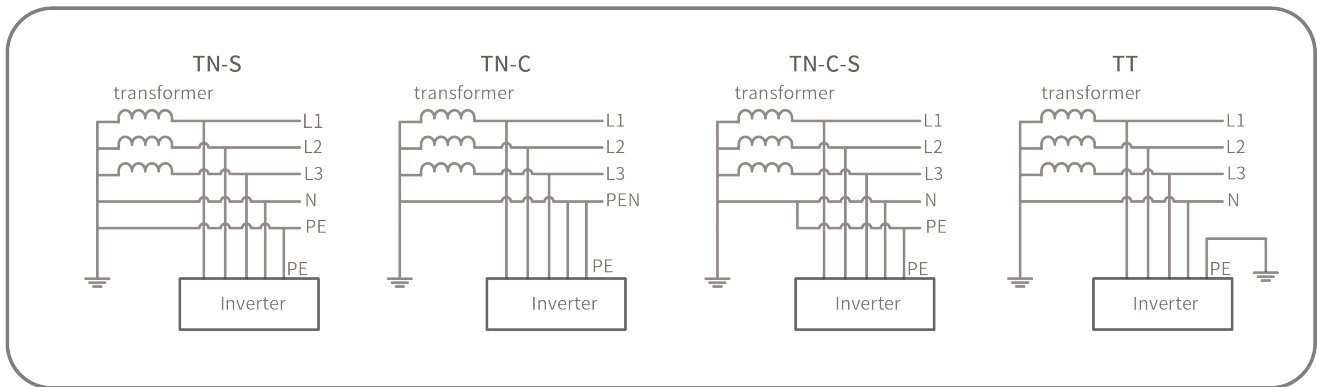 TN-S
transformer
L1
L2
L3
N
PE
PE
Inverter
TN-C
transformer
L1
L2
L3
PEN
PE
Inverter
TN-C-S
transformer
L1
L2
L3
N
PE
PE
Inverter
TT
transformer
L1
L2
L3
N
PE
Inverter